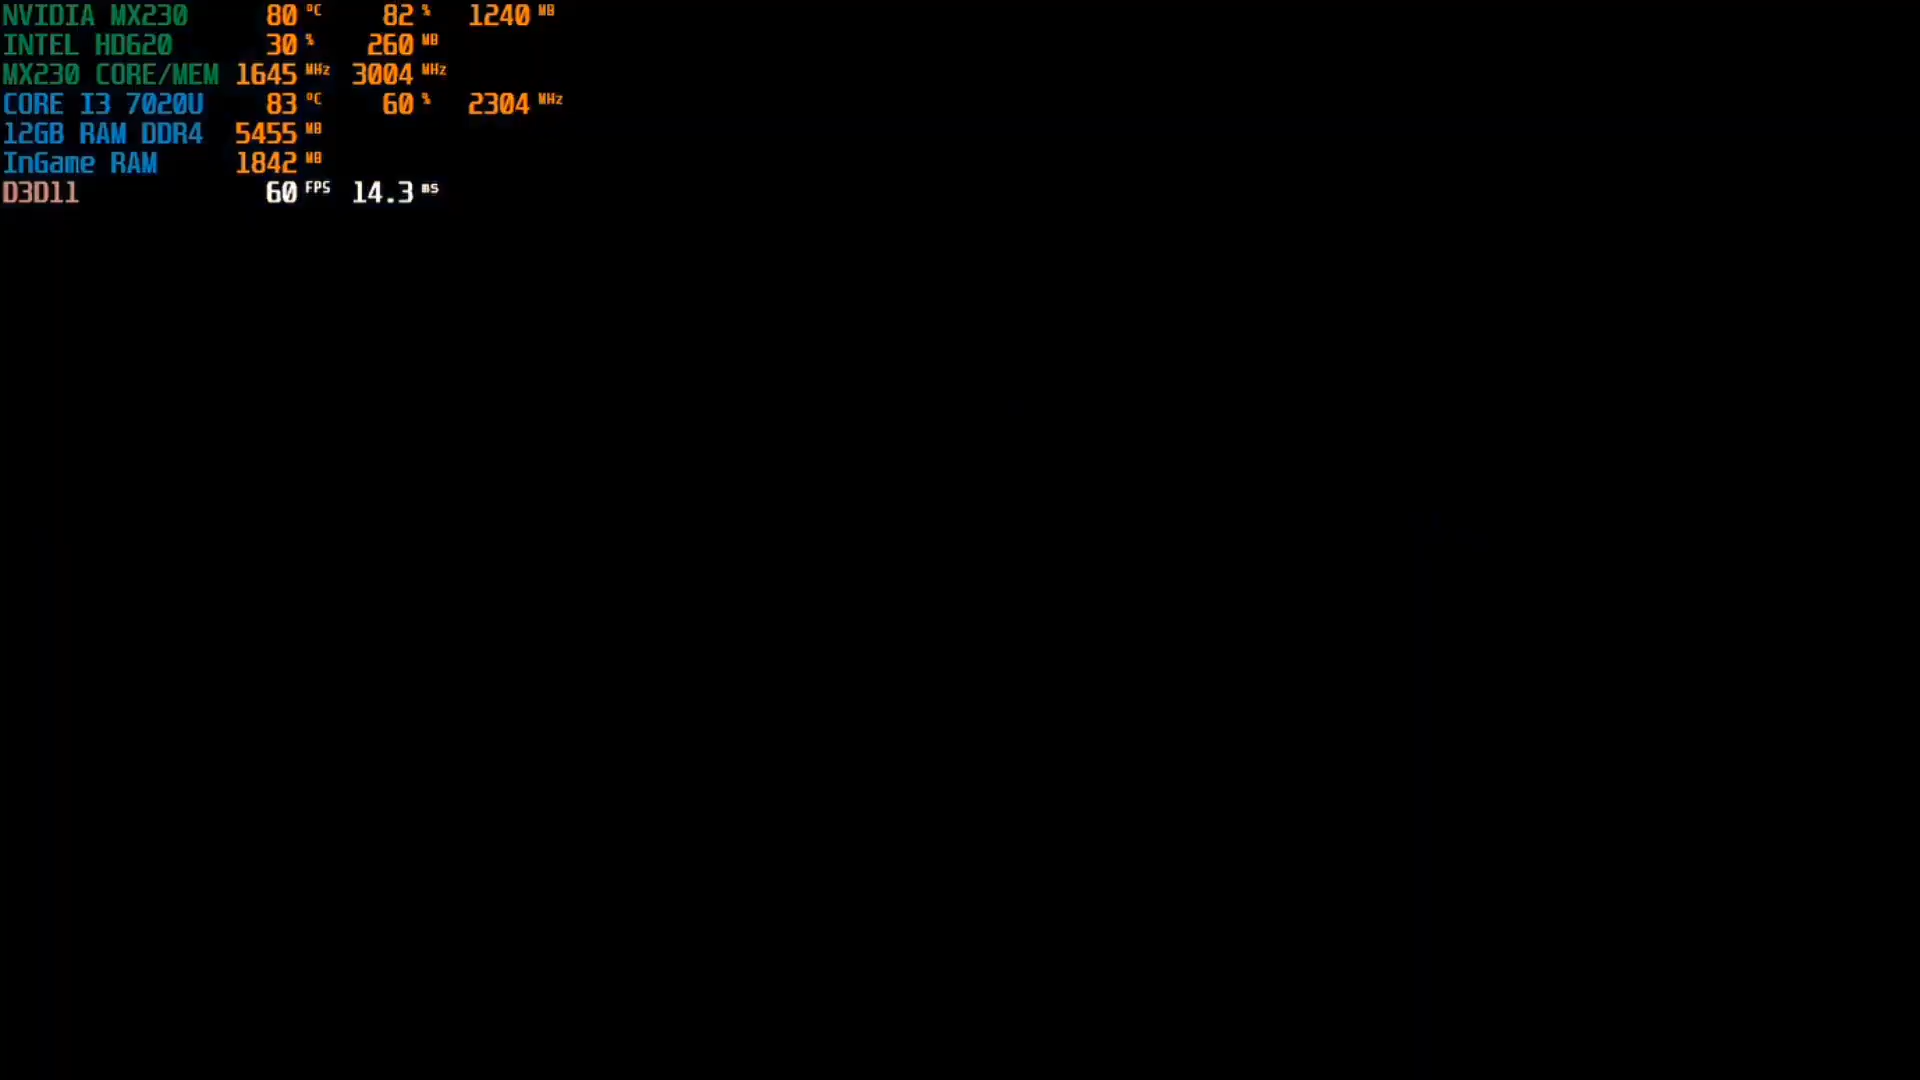 NVIDIA MX230 80 °C 82 % 1240 MB
INTEL HD620 30 % 260 MB
MX230 CORE/MEM 1645 MHz 3004 MHz
CORE I3 7020U 83 °C 60 % 2304 MHz
12GB RAM DDR4 5455 MB
InGame RAM 1842 MB
D3D11 60 FPS 14.3 ms